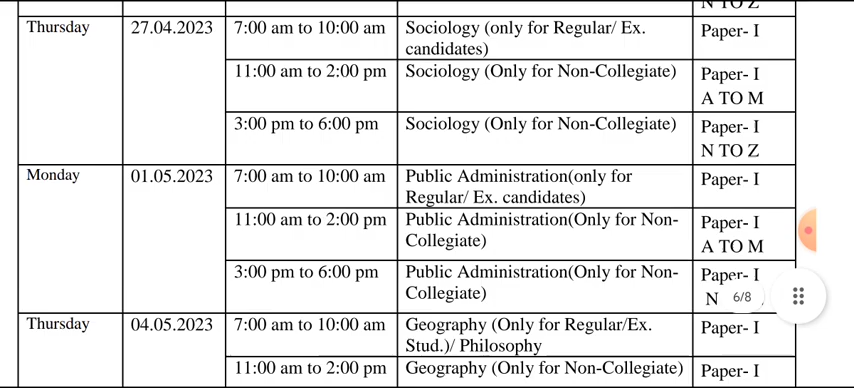 N TO Z
Thursday 27.04.2023 7:00 am to 10:00 am Sociology (only for Regular/ Ex. Paper- I
candidates)
11:00 am to 2:00 pm Sociology (Only for Non-Collegiate) Paper- I
A TO M
3:00 pm to 6:00 pm Sociology (Only for Non-Collegiate) Paper- I
N TO Z
Monday 01.05.2023 7:00 am to 10:00 am Public Administration(only for Paper- I
Regular/ Ex. candidates)
11:00 am to 2:00 pm Public Administration(Only for Non- Paper- I
Collegiate) A TO M
3:00 pm to 6:00 pm Public Administration(Only for Non- Paper- I
Collegiate) N
6/8
Thursday 04.05.2023 7:00 am to 10:00 am Geography (Only for Regular/Ex. Paper- I
Stud.)/ Philosophy
11:00 am to 2:00 pm Geography (Only for Non-Collegiate) Paper- I